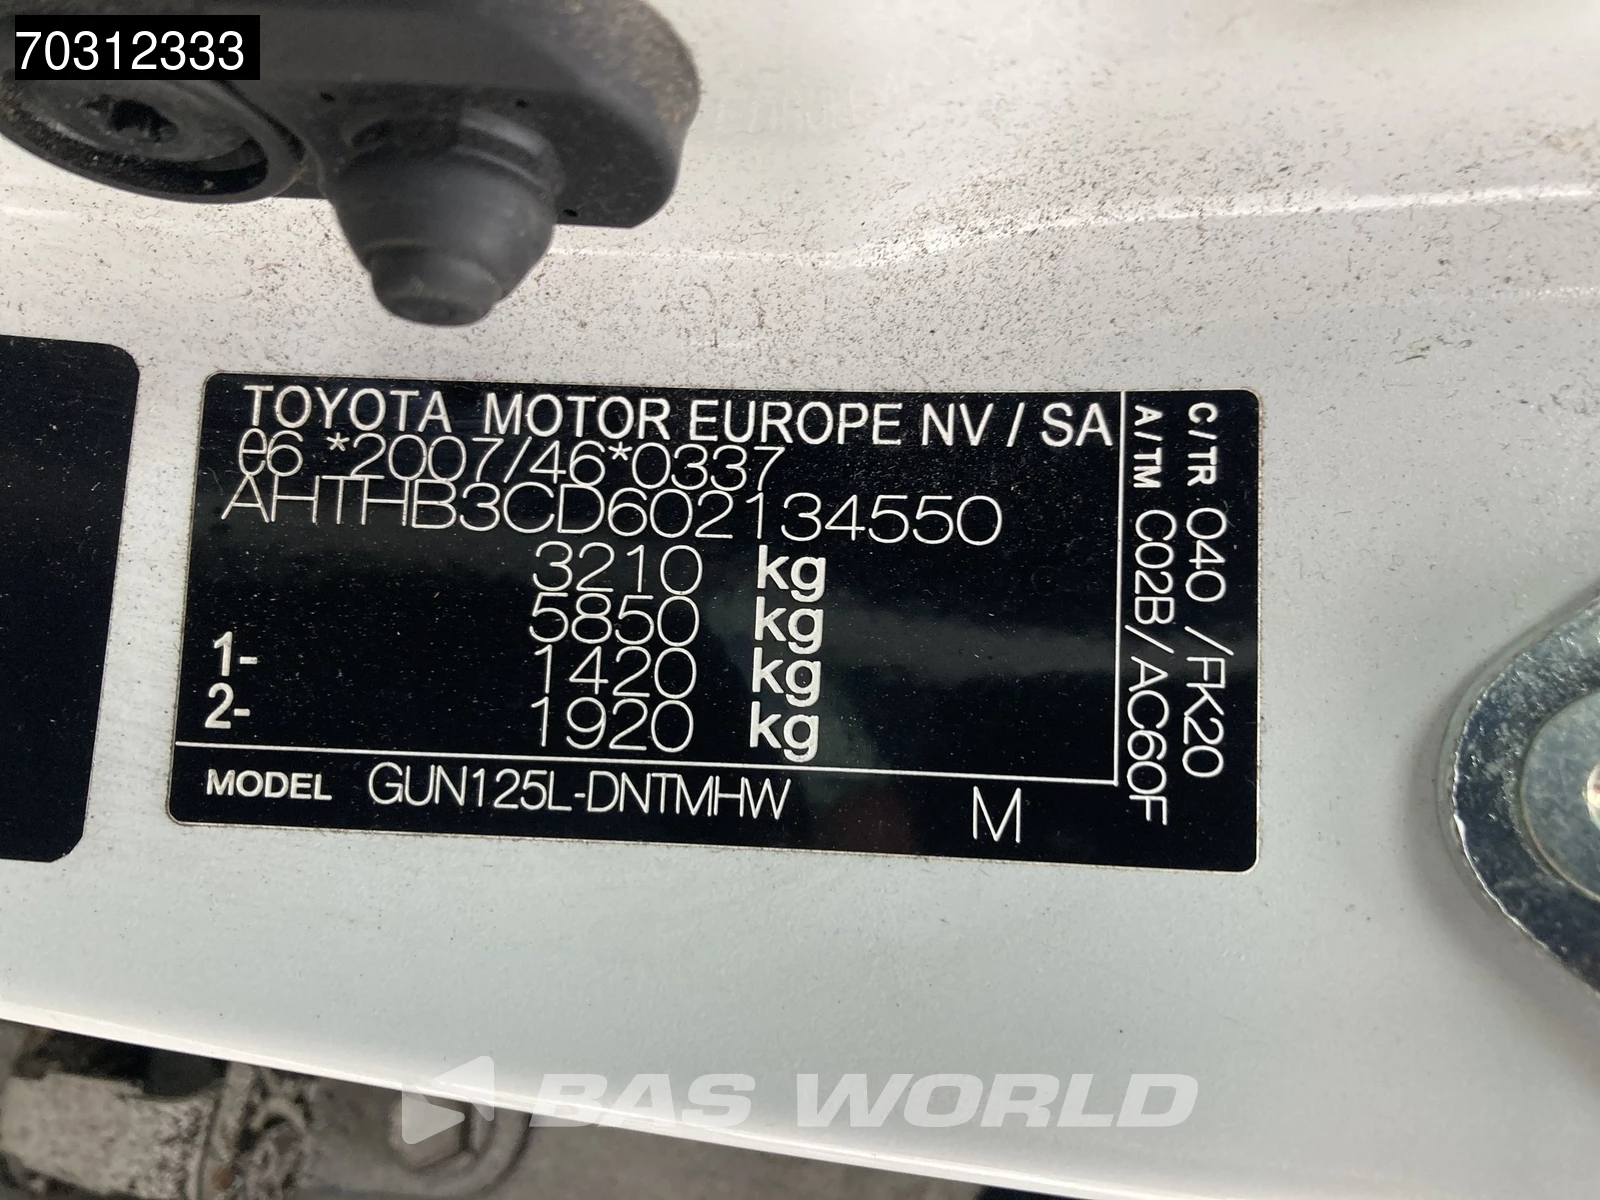 70312333
TOYOTA MOTOR EUROPE NV / SA
e6 *2007/46*0337
AHTHB3CD602134550
3210 kg
5850 kg
1- 1420 kg
2- 1920 kg
MODEL GUN125L-DNTMHW M
C/TR 040 /FK20
A/TM C02B/AC60F
BAS WORLD